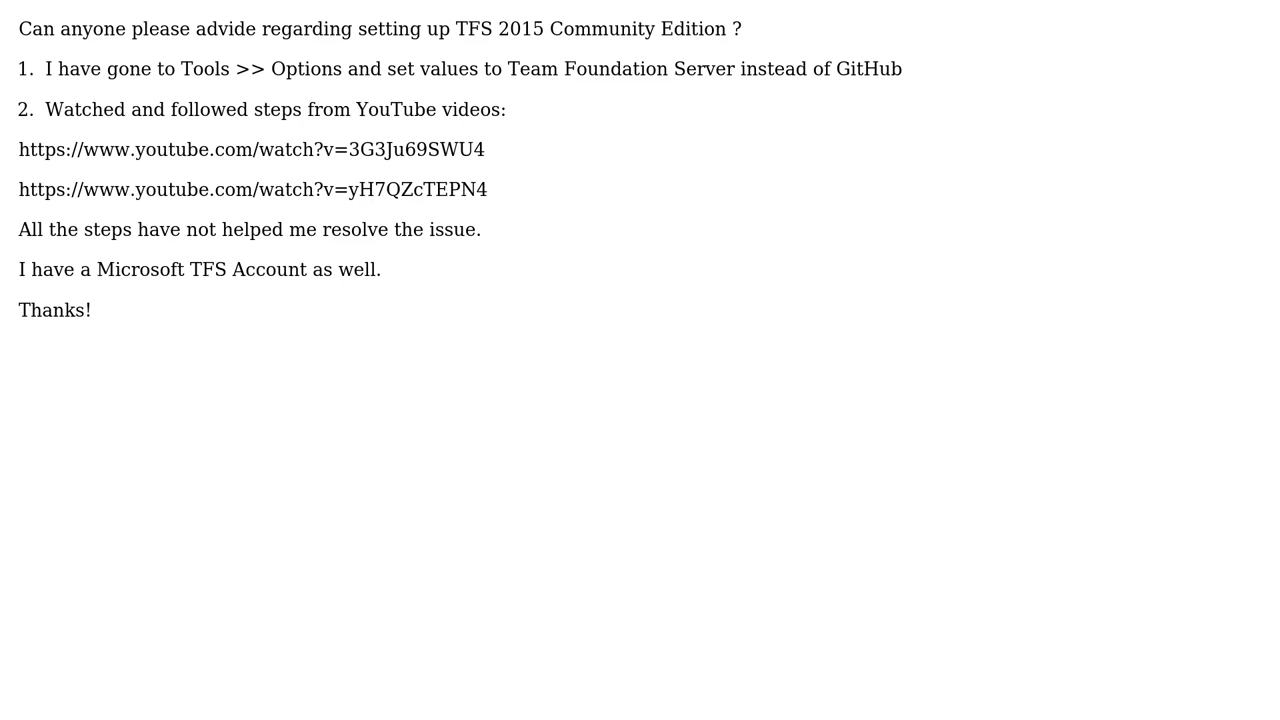 Can anyone please advide regarding setting up TFS 2015 Community Edition ?
1. I have gone to Tools >> Options and set values to Team Foundation Server instead of GitHub
2. Watched and followed steps from YouTube videos:
https://www.youtube.com/watch?v=3G3Ju69SWU4
https://www.youtube.com/watch?v=yH7QZcTEPN4
All the steps have not helped me resolve the issue.
I have a Microsoft TFS Account as well.
Thanks!